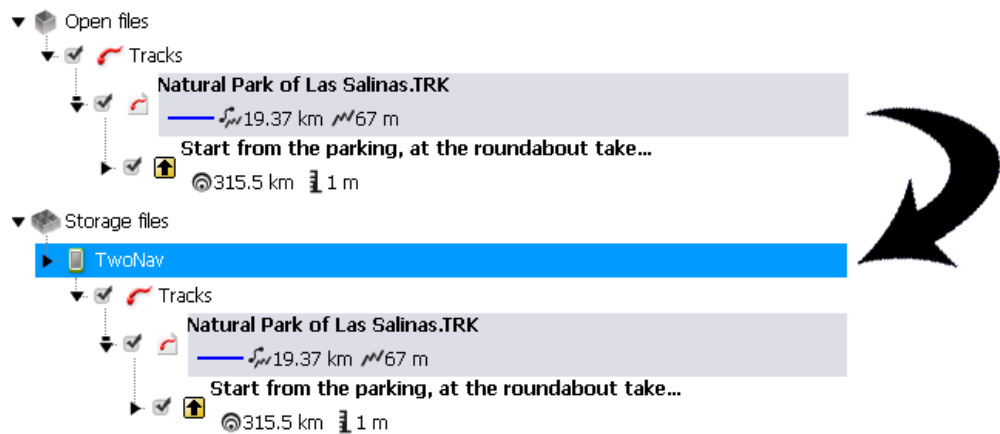 Open files
Tracks
Natural Park of Las Salinas.TRK
19.37 km 67 m
Start from the parking, at the roundabout take...
315.5 km 1 m
Storage files
TwoNav
Tracks
Natural Park of Las Salinas.TRK
19.37 km 67 m
Start from the parking, at the roundabout take...
315.5 km 1 m